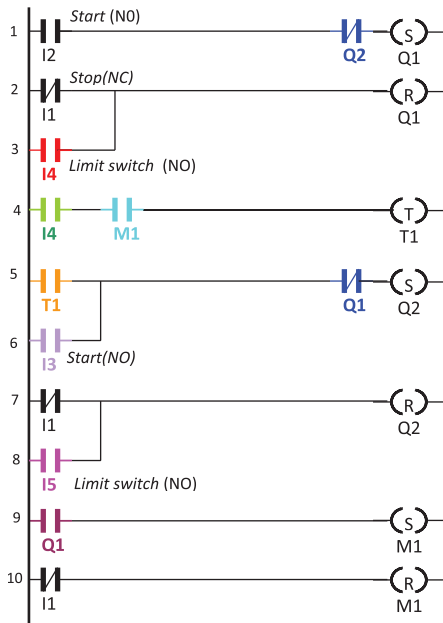 Start (N0)
1
S
I2
Q2
Q1
Stop(NC)
2
R
I1
Q1
3
Limit switch (NO)
I4
4
T
I4
M1
T1
5
S
T1
Q1
Q2
6
Start(NO)
I3
7
R
I1
Q2
8
I5
Limit switch (NO)
9
S
Q1
M1
10
R
I1
M1